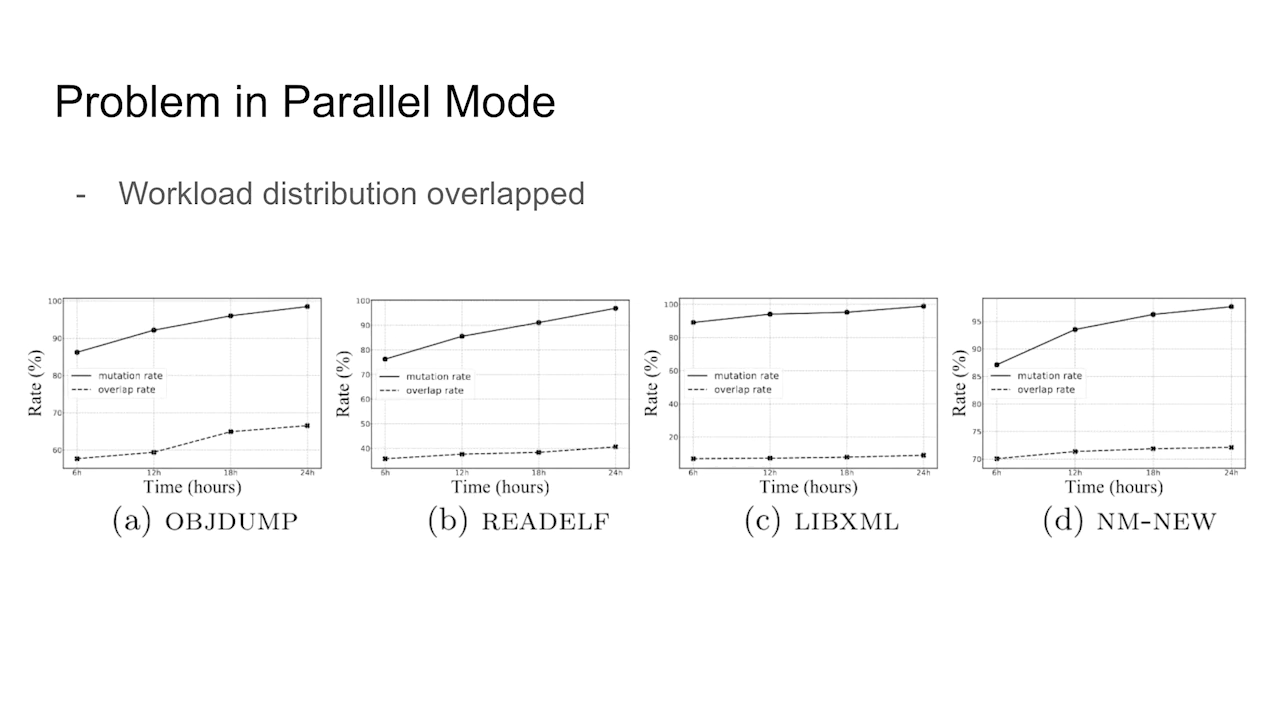 Problem in Parallel Mode
- Workload distribution overlapped
100
90
80
70
60
Rate (%)
mutation rate
overlap rate
6h 12h 18h 24h
Time (hours)
(a) OBJDUMP
100
90
80
70
60
50
40
Rate (%)
mutation rate
overlap rate
6h 12h 18h 24h
Time (hours)
(b) READELF
100
80
60
40
20
Rate (%)
mutation rate
overlap rate
6h 12h 18h 24h
Time (hours)
(c) LIBXML
95
90
85
80
75
70
Rate (%)
mutation rate
overlap rate
6h 12h 18h 24h
Time (hours)
(d) NM-NEW